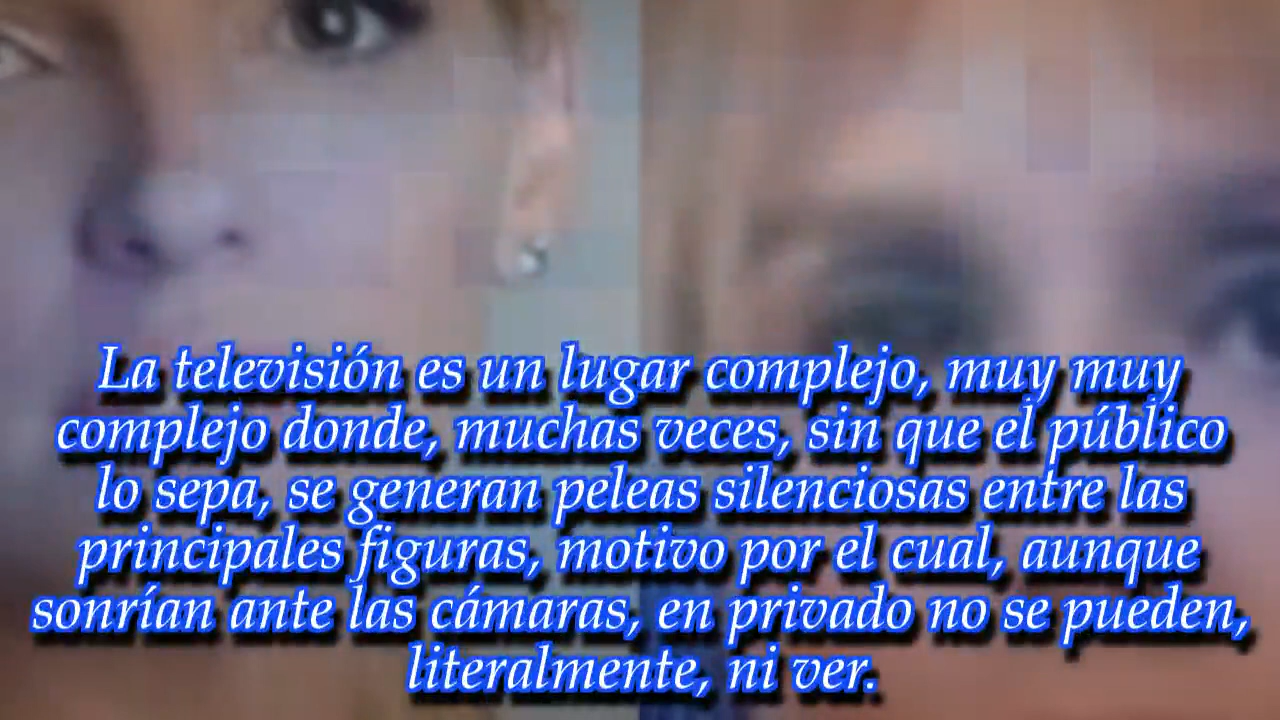 La televisión es un lugar complejo, muy muy
complejo donde, muchas veces, sin que el público
lo sepa, se generan peleas silenciosas entre las
principales figuras, motivo por el cual, aunque
sonrían ante las cámaras, en privado no se pueden,
literalmente, ni ver.